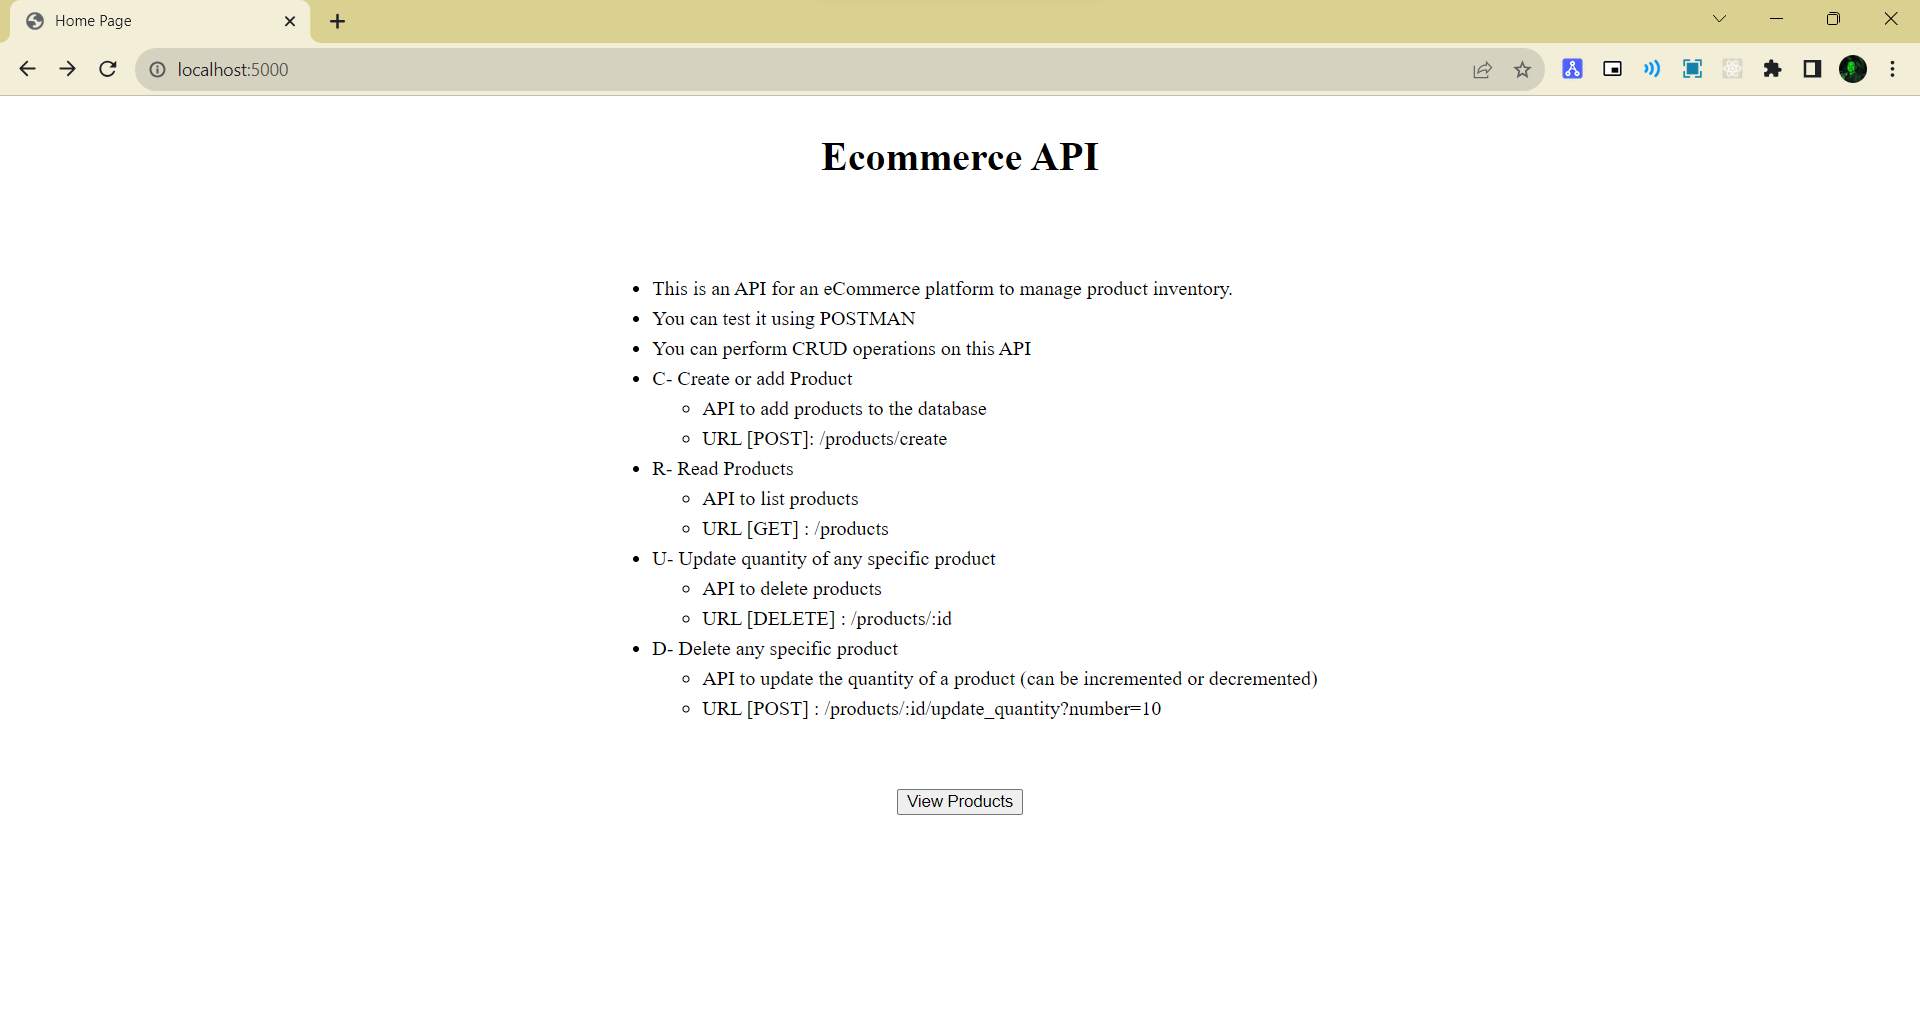 Home Page
localhost:5000
Ecommerce API
This is an API for an eCommerce platform to manage product inventory.
You can test it using POSTMAN
You can perform CRUD operations on this API
C- Create or add Product
API to add products to the database
URL [POST]: /products/create
R- Read Products
API to list products
URL [GET] : /products
U- Update quantity of any specific product
API to delete products
URL [DELETE] : /products/:id
D- Delete any specific product
API to update the quantity of a product (can be incremented or decremented)
URL [POST] : /products/:id/update_quantity?number=10
View Products